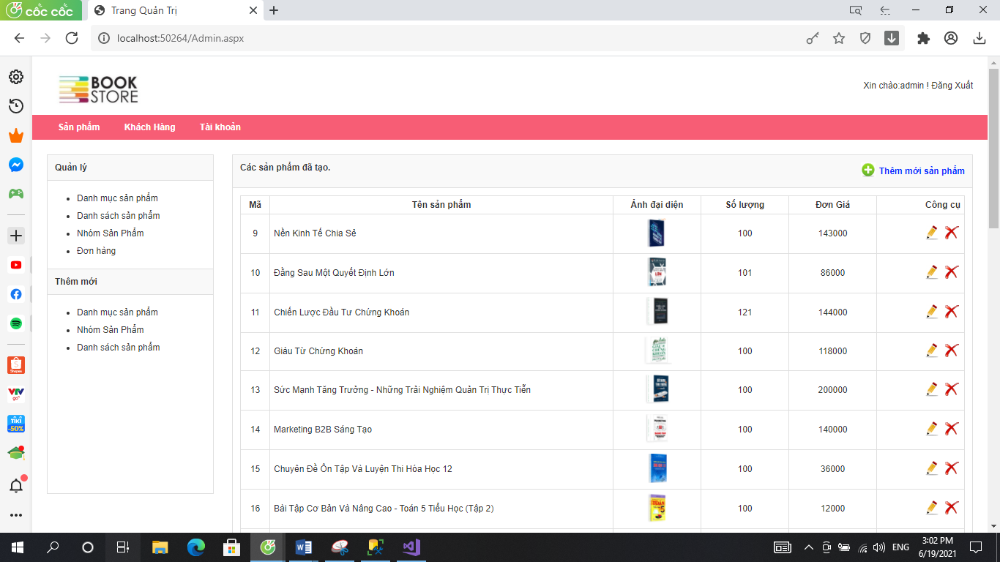 cốc cốc
Trang Quản Trị
localhost:50264/Admin.aspx
BOOK
STORE
Xin chào:admin ! Đăng Xuất
Sản phẩm Khách Hàng Tài khoản
Quản lý
Danh mục sản phẩm
Danh sách sản phẩm
Nhóm Sản Phẩm
Đơn hàng
Thêm mới
Danh mục sản phẩm
Nhóm Sản Phẩm
Danh sách sản phẩm
Các sản phẩm đã tạo.
Thêm mới sản phẩm
Mã Tên sản phẩm Ảnh đại diện Số lượng Đơn Giá Công cụ
9 Nền Kinh Tế Chia Sẻ 100 143000
10 Đằng Sau Một Quyết Định Lớn 101 86000
11 Chiến Lược Đầu Tư Chứng Khoán 121 144000
12 Giàu Từ Chứng Khoán 100 118000
13 Sức Mạnh Tăng Trưởng - Những Trải Nghiệm Quản Trị Thực Tiễn 100 200000
14 Marketing B2B Sáng Tạo 100 140000
15 Chuyên Đề Ôn Tập Và Luyện Thi Hóa Học 12 100 36000
16 Bài Tập Cơ Bản Và Nâng Cao - Toán 5 Tiểu Học (Tập 2) 100 12000
Shopee
VTV
go
TIKI
-50%
ENG
3:02 PM
6/19/2021